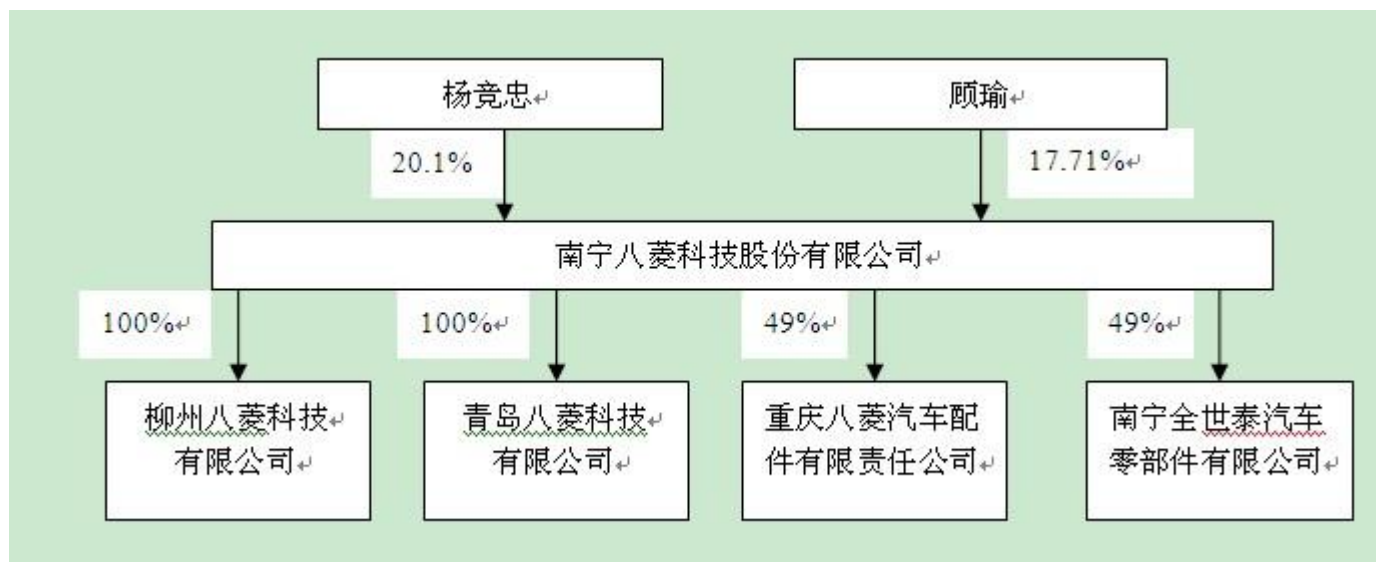 杨竞忠
顾瑜
20.1%
17.71%
南宁八菱科技股份有限公司
100%
100%
49%
49%
柳州八菱科技
有限公司
青岛八菱科技
有限公司
重庆八菱汽车配
件有限责任公司
南宁全世泰汽车
零部件有限公司